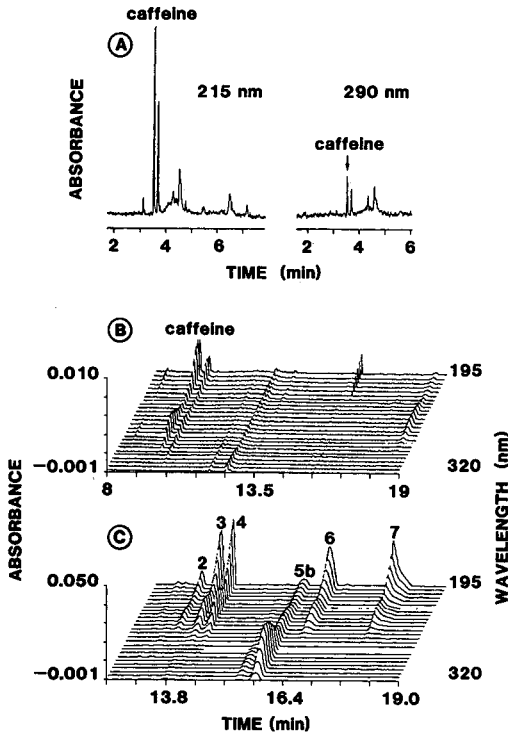 caffeine
A
215 nm
290 nm
caffeine
ABSORBANCE
2 4 6 2 4 6
TIME (min)
B
caffeine
0.010
195
−0.001
320
8 13.5 19
C
2 3 4 5b 6 7
0.050
195
−0.001
320
13.8 16.4 19.0
TIME (min)
ABSORBANCE
WAVELENGTH (nm)